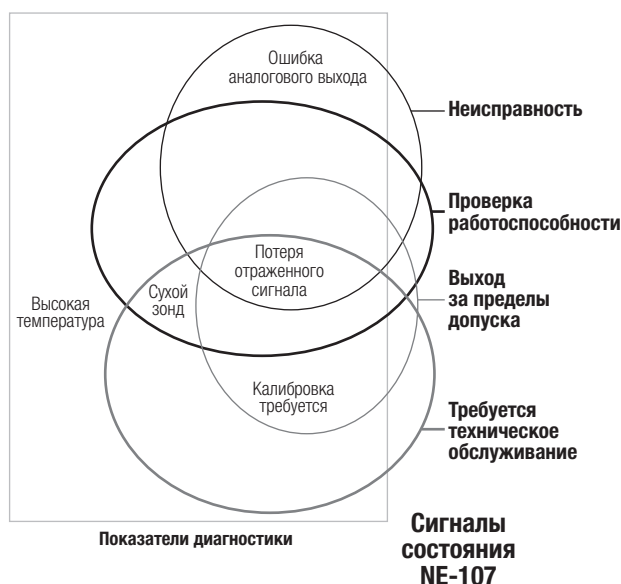 Ошибка
аналогового выхода
Неисправность
Проверка
работоспособности
Потеря
отраженного
сигнала
Выход
за пределы
допуска
Сухой
зонд
Высокая
температура
Калибровка
требуется
Требуется
техническое
обслуживание
Показатели диагностики
Сигналы
состояния
NE-107